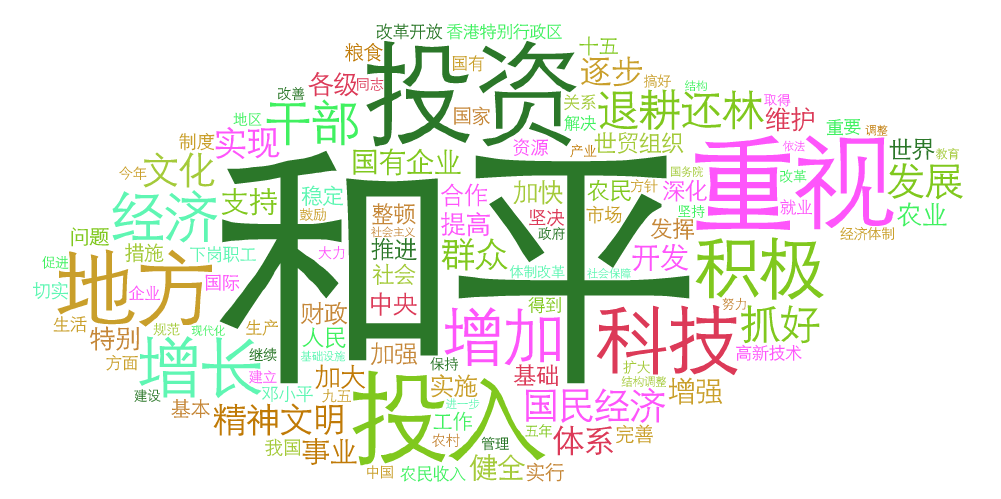 改革开放
香港特别行政区
十五
粮食
国有
投资
逐步
搞好
结构
各级
同志
改善
关系
退耕还林
取得
干部
地区
国家
解决
维护
重要
调整
制度
实现
资源
产业
世贸组织
依法
世界
教育
今年
文化
国有企业
重视
国务院
发展
支持
稳定
合作
加快
农民
方针
深化
改革
经济
鼓励
整顿
社会主义
提高
坚决
市场
发挥
坚持
就业
农业
问题
和平
推进
政府
经济体制
措施
下岗职工
大力
群众
开发
积极
促进
地方
国际
社会
体制改革
社会保障
切实
企业
中央
得到
努力
财政
增加
科技
抓好
生活
特别
规范
现代化
生产
人民
方面
增长
继续
基础设施
加强
高新技术
建立
保持
基础
扩大
结构调整
建设
邓小平
加大
九五
实施
投入
增强
基本
精神文明
进一步
国民经济
工作
我国
事业
农村
管理
五年
体系
完善
中国
农民收入
健全
实行